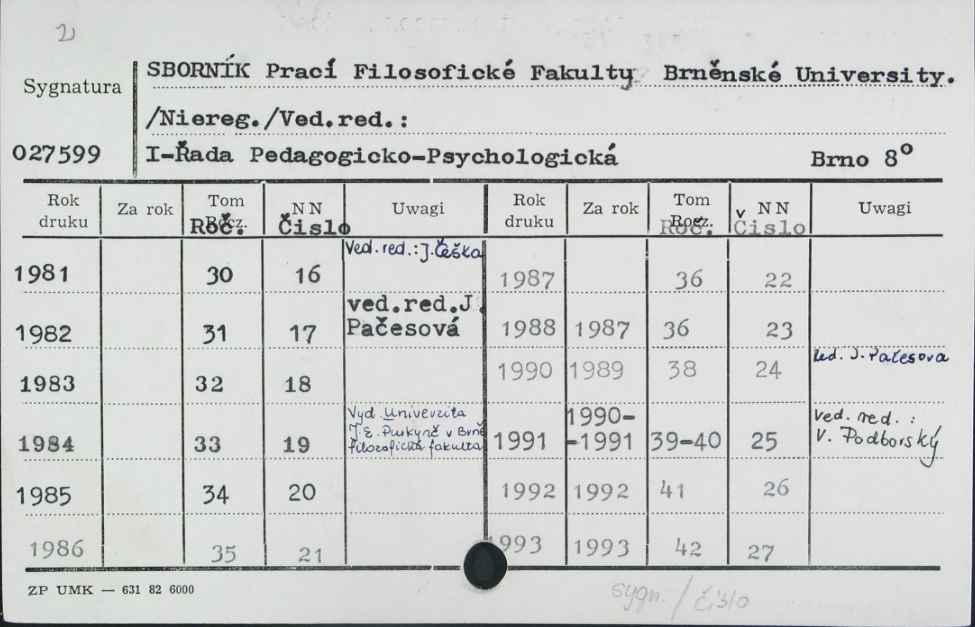 2
Sygnatura
SBORNÍK Prací Filosofické Fakulty Brněnské University.
/Niereg./Ved.red.:
027599
I-Řada Pedagogicko-Psychologická
Brno 8°
Rok druku Za rok Tom Rocz. Roč. NN Čislo Uwagi Rok druku Za rok Tom Rocz. Roč. NN Čislo Uwagi
1981 30 16 Ved. red.: J. Češka 1987 36 22
1982 31 17 ved.red.J. Pačesová 1988 1987 36 23
1983 32 18 1990 1989 38 24 ved. J. Pačesova
1984 33 19 Vyd Univerzita J. E. Purkyně v Brně filozofická fakulta 1991 1990- -1991 39-40 25 ved. red. : V. Podborský
1985 34 20 1992 1992 41 26
1986 35 21 1993 1993 42 27
ZP UMK — 631 82 6000
sygn. / číslo